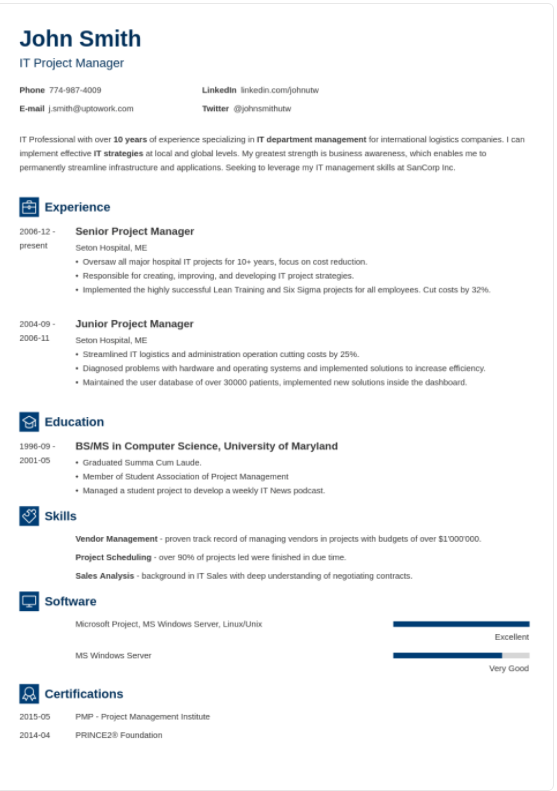 John Smith
IT Project Manager
Phone 774-987-4009 LinkedIn linkedin.com/johnutw
E-mail j.smith@uptowork.com Twitter @johnsmithutw
IT Professional with over 10 years of experience specializing in IT department management for international logistics companies. I can
implement effective IT strategies at local and global levels. My greatest strength is business awareness, which enables me to
permanently streamline infrastructure and applications. Seeking to leverage my IT management skills at SanCorp Inc.
Experience
2006-12 - Senior Project Manager
present Seton Hospital, ME
• Oversaw all major hospital IT projects for 10+ years, focus on cost reduction.
• Responsible for creating, improving, and developing IT project strategies.
• Implemented the highly successful Lean Training and Six Sigma projects for all employees. Cut costs by 32%.
2004-09 - Junior Project Manager
2006-11 Seton Hospital, ME
• Streamlined IT logistics and administration operation cutting costs by 25%.
• Diagnosed problems with hardware and operating systems and implemented solutions to increase efficiency.
• Maintained the user database of over 30000 patients, implemented new solutions inside the dashboard.
Education
1996-09 - BS/MS in Computer Science, University of Maryland
2001-05 • Graduated Summa Cum Laude.
• Member of Student Association of Project Management
• Managed a student project to develop a weekly IT News podcast.
Skills
Vendor Management - proven track record of managing vendors in projects with budgets of over $1'000'000.
Project Scheduling - over 90% of projects led were finished in due time.
Sales Analysis - background in IT Sales with deep understanding of negotiating contracts.
Software
Microsoft Project, MS Windows Server, Linux/Unix
Excellent
MS Windows Server
Very Good
Certifications
2015-05 PMP - Project Management Institute
2014-04 PRINCE2® Foundation